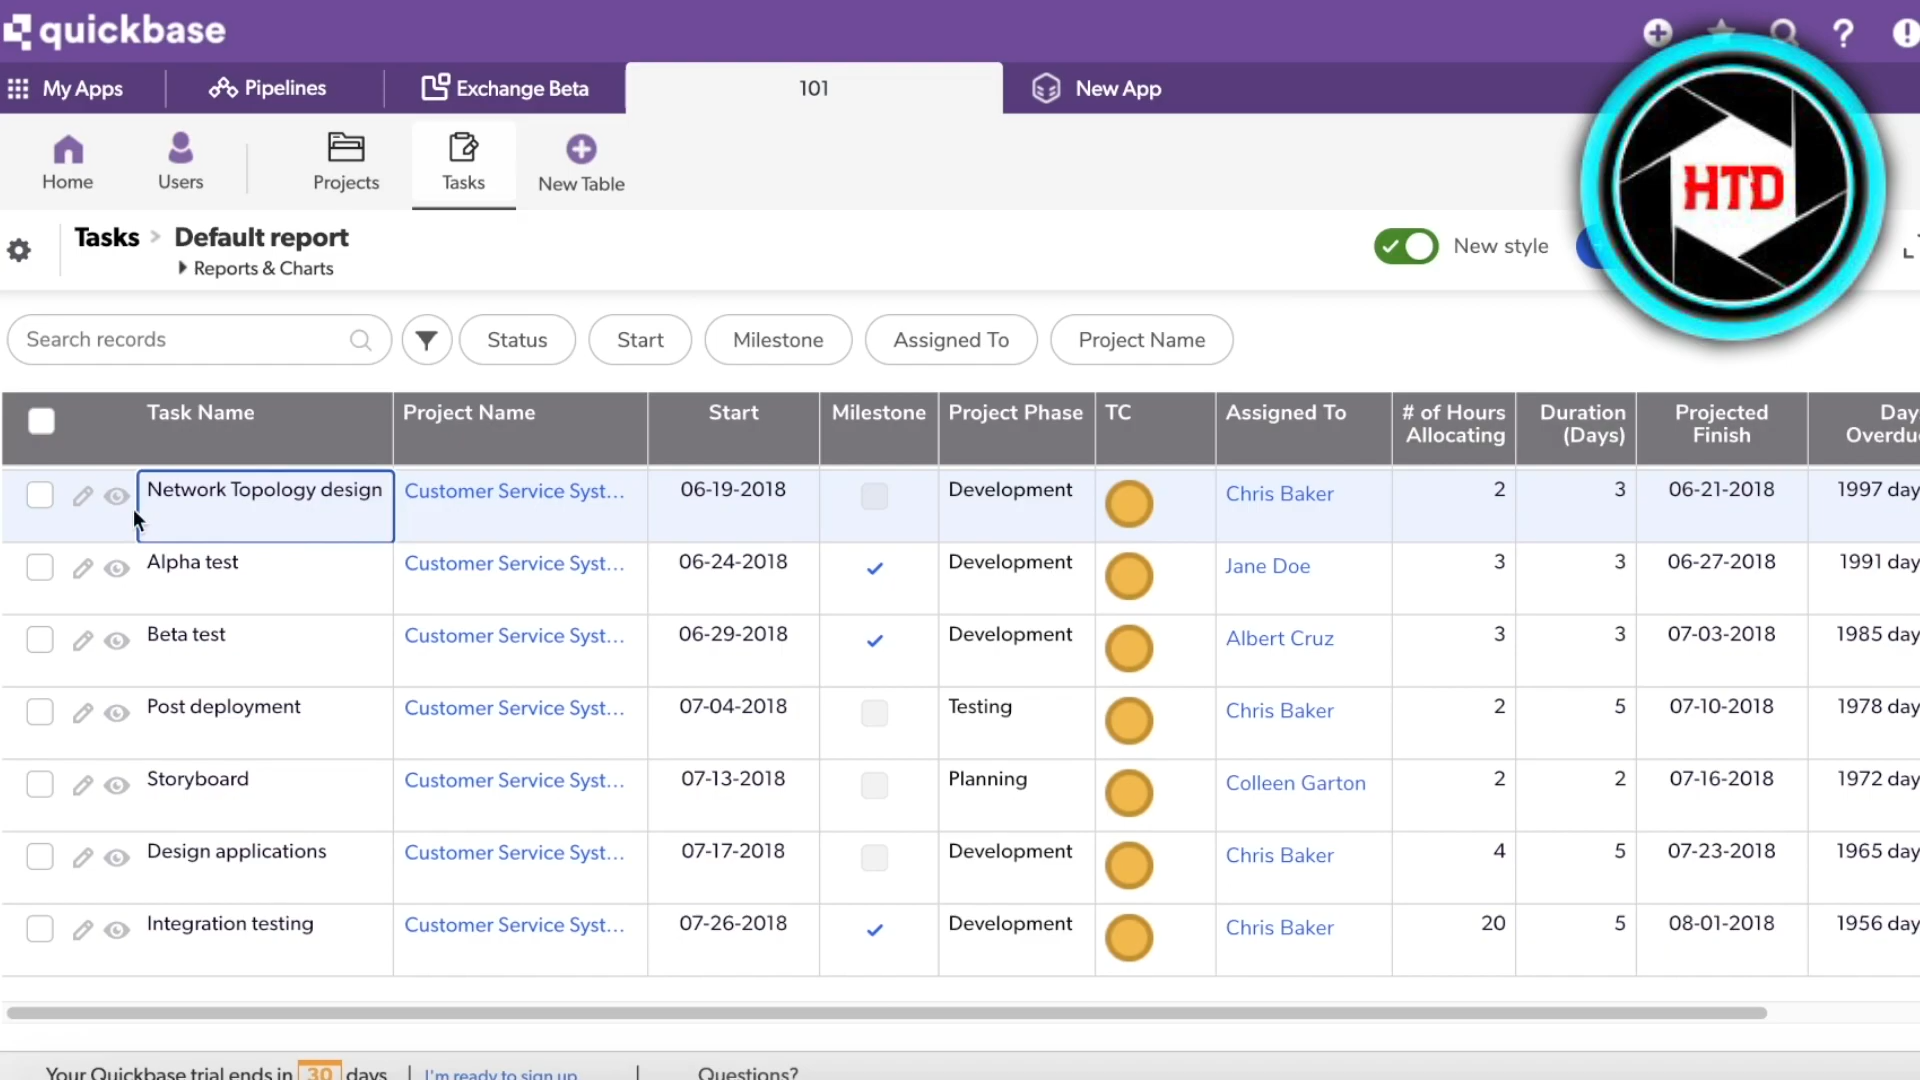 quickbase
My Apps
Pipelines
Exchange Beta
101
New App
Home
Users
Projects
Tasks
New Table
HTD
Tasks > Default report
Reports & Charts
New style
Search records
Status
Start
Milestone
Assigned To
Project Name
Task Name Project Name Start Milestone Project Phase TC Assigned To # of Hours Allocating Duration (Days) Projected Finish Day Overdu
Network Topology design Customer Service Syst... 06-19-2018 Development Chris Baker 2 3 06-21-2018 1997 day
Alpha test Customer Service Syst... 06-24-2018 Development Jane Doe 3 3 06-27-2018 1991 day
Beta test Customer Service Syst... 06-29-2018 Development Albert Cruz 3 3 07-03-2018 1985 day
Post deployment Customer Service Syst... 07-04-2018 Testing Chris Baker 2 5 07-10-2018 1978 day
Storyboard Customer Service Syst... 07-13-2018 Planning Colleen Garton 2 2 07-16-2018 1972 day
Design applications Customer Service Syst... 07-17-2018 Development Chris Baker 4 5 07-23-2018 1965 day
Integration testing Customer Service Syst... 07-26-2018 Development Chris Baker 20 5 08-01-2018 1956 day
Your Quickbase trial ends in 30 days | I'm ready to sign up | Questions?